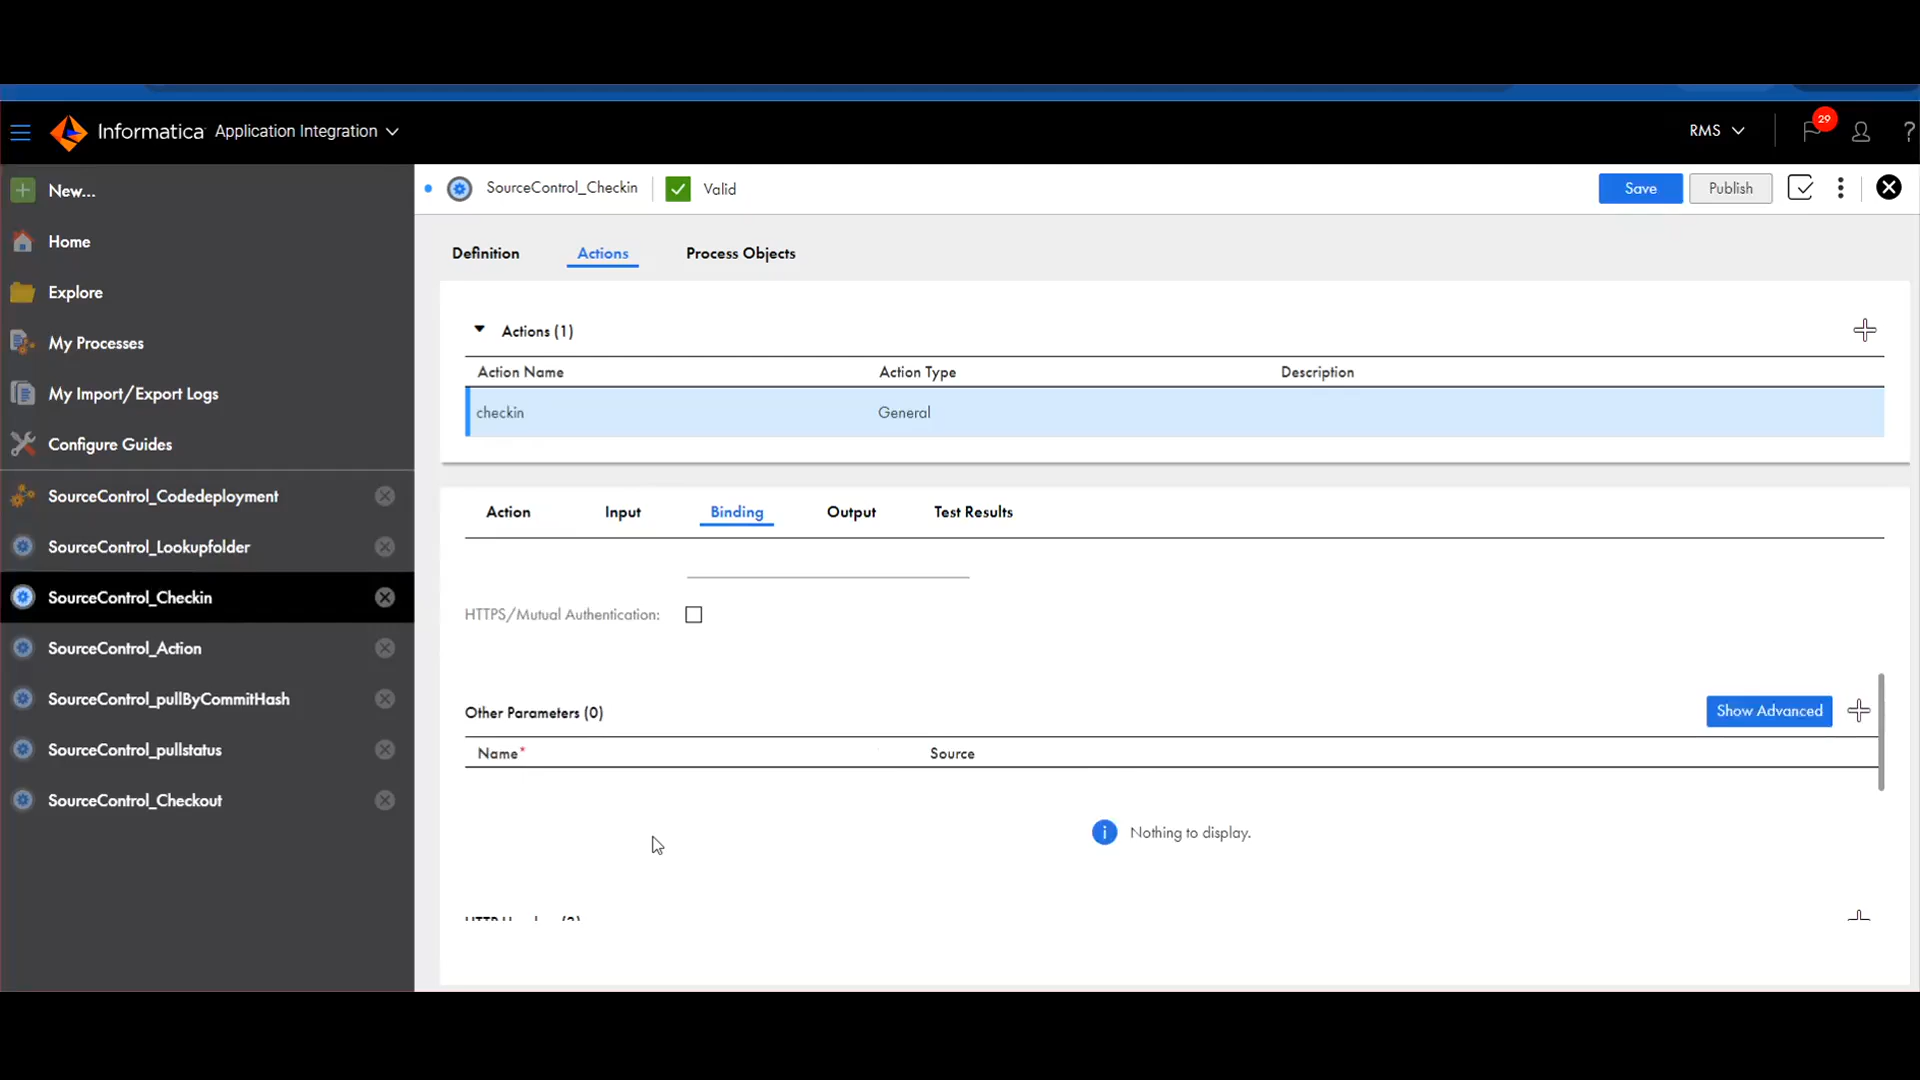 Informatica Application Integration
RMS
29
?
New...
Home
Explore
My Processes
My Import/Export Logs
Configure Guides
SourceControl_Codedeployment
SourceControl_Lookupfolder
SourceControl_Checkin
SourceControl_Action
SourceControl_pullByCommitHash
SourceControl_pullstatus
SourceControl_Checkout
SourceControl_Checkin
Valid
Save
Publish
Definition
Actions
Process Objects
Actions (1)
Action Name Action Type Description
checkin General
Action Input Binding Output Test Results
HTTPS/Mutual Authentication:
Other Parameters (0)
Show Advanced
Name* Source
i Nothing to display.